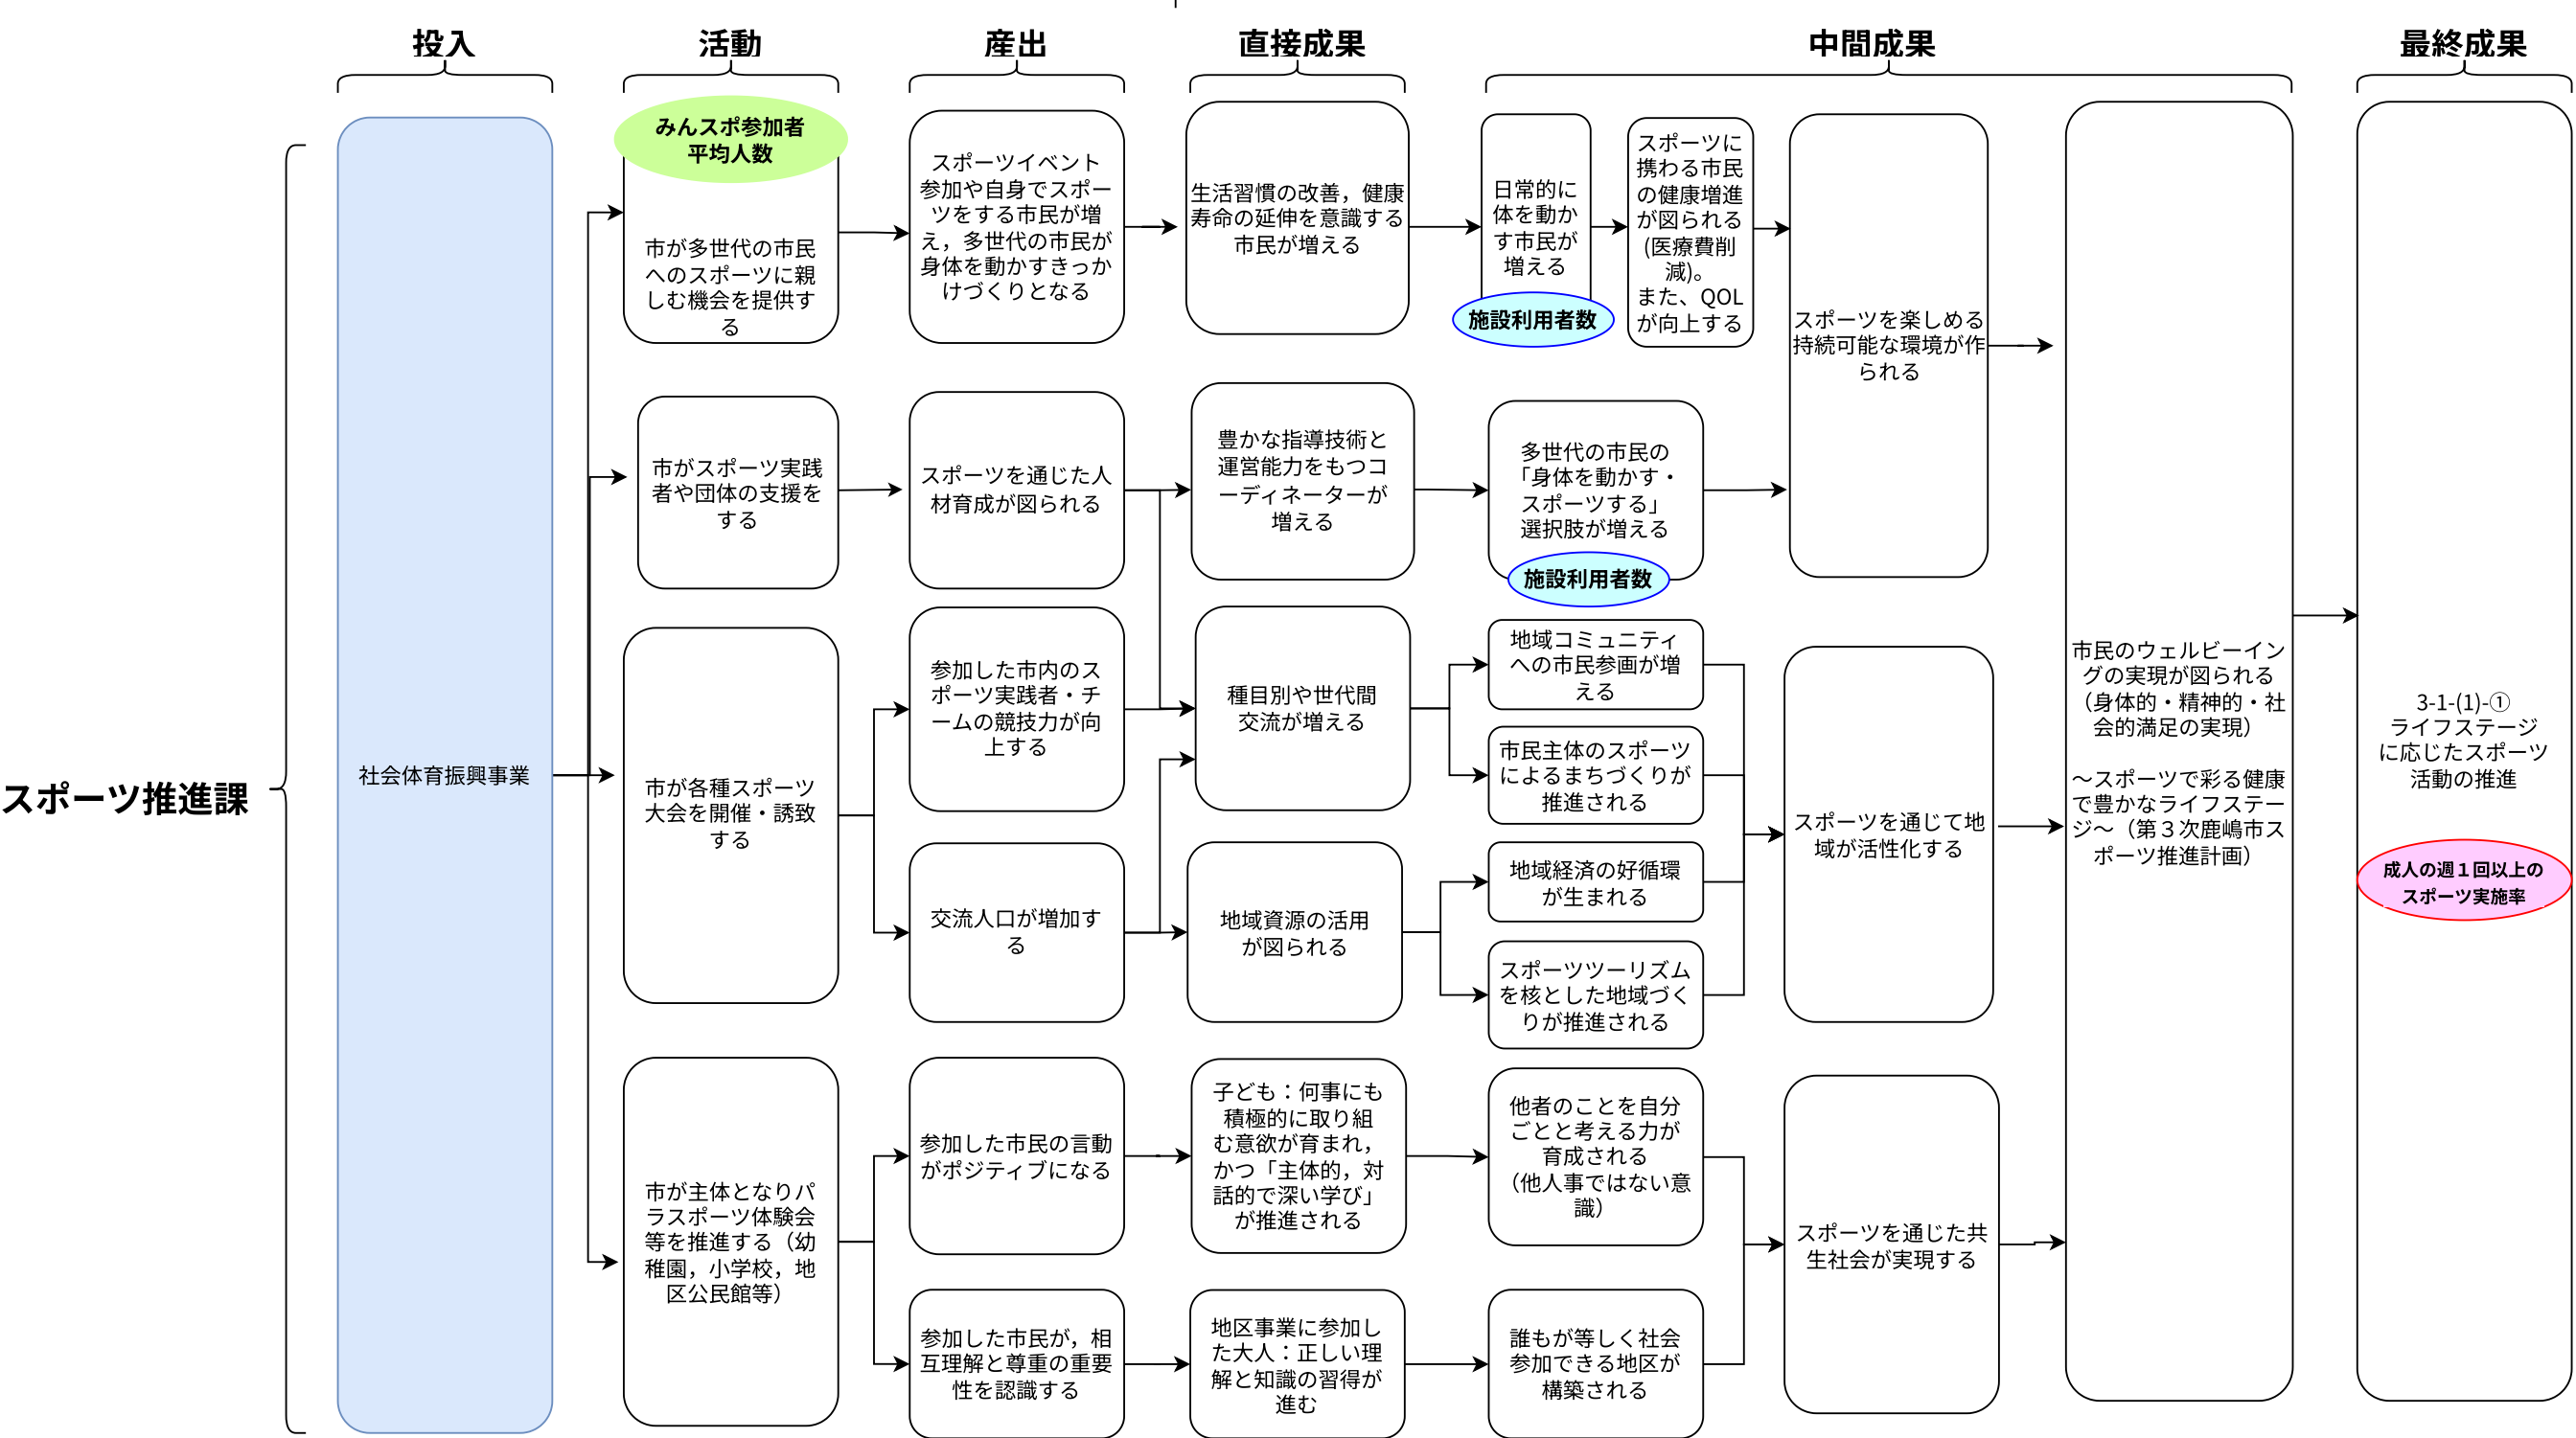 投入
活動
産出
直接成果
中間成果
最終成果
スポーツ推進課
社会体育振興事業
みんスポ参加者
平均人数
市が多世代の市民
へのスポーツに親
しむ機会を提供す
る
スポーツイベント
参加や自身でスポー
ツをする市民が増
え，多世代の市民が
身体を動かすきっか
けづくりとなる
生活習慣の改善，健康
寿命の延伸を意識する
市民が増える
日常的に
体を動か
す市民が
増える
施設利用者数
スポーツに
携わる市民
の健康増進
が図られる
(医療費削
減)。
また、QOL
が向上する
スポーツを楽しめる
持続可能な環境が作
られる
市がスポーツ実践
者や団体の支援を
する
スポーツを通じた人
材育成が図られる
豊かな指導技術と
運営能力をもつコ
ーディネーターが
増える
多世代の市民の
「身体を動かす・
スポーツする」
選択肢が増える
施設利用者数
市が各種スポーツ
大会を開催・誘致
する
参加した市内のス
ポーツ実践者・チ
ームの競技力が向
上する
種目別や世代間
交流が増える
地域コミュニティ
への市民参画が増
える
市民主体のスポーツ
によるまちづくりが
推進される
交流人口が増加す
る
地域資源の活用
が図られる
地域経済の好循環
が生まれる
スポーツツーリズム
を核とした地域づく
りが推進される
スポーツを通じて地
域が活性化する
市が主体となりパ
ラスポーツ体験会
等を推進する（幼
稚園，小学校，地
区公民館等）
参加した市民の言動
がポジティブになる
子ども：何事にも
積極的に取り組
む意欲が育まれ，
かつ「主体的，対
話的で深い学び」
が推進される
他者のことを自分
ごとと考える力が
育成される
（他人事ではない意
識）
参加した市民が，相
互理解と尊重の重要
性を認識する
地区事業に参加し
た大人：正しい理
解と知識の習得が
進む
誰もが等しく社会
参加できる地区が
構築される
スポーツを通じた共
生社会が実現する
市民のウェルビーイン
グの実現が図られる
（身体的・精神的・社
会的満足の実現）
～スポーツで彩る健康
で豊かなライフステー
ジ～（第３次鹿嶋市ス
ポーツ推進計画）
3-1-(1)-①
ライフステージ
に応じたスポーツ
活動の推進
成人の週１回以上の
スポーツ実施率